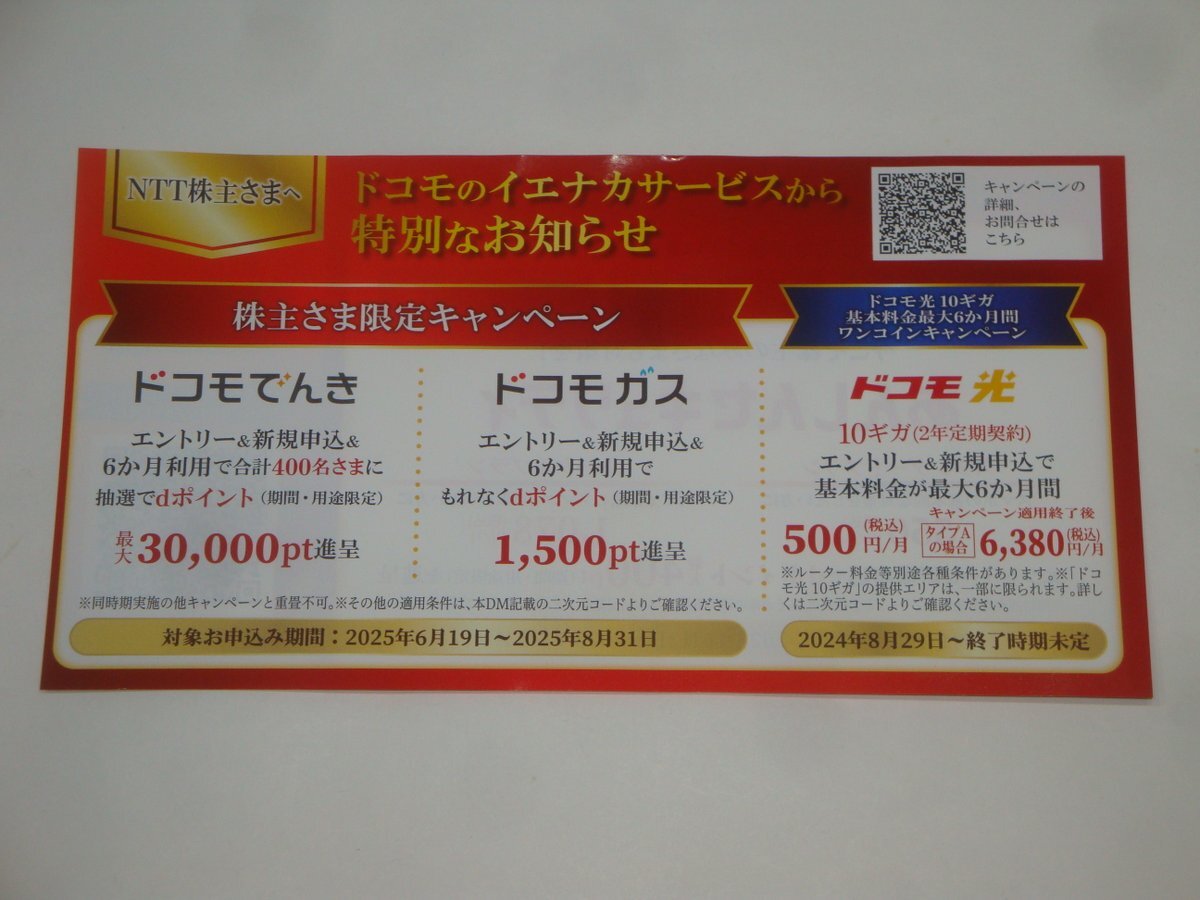 NTT株主さまへ
ドコモのイエナカサービスから
特別なお知らせ
キャンペーンの
詳細、
お問合せは
こちら
株主さま限定キャンペーン
ドコモでんき
エントリー&新規申込&
6か月利用で合計400名さまに
抽選でdポイント（期間・用途限定）
最大30,000pt進呈
ドコモ ガス
エントリー&新規申込&
6か月利用で
もれなくdポイント（期間・用途限定）
1,500pt進呈
※同時期実施の他キャンペーンと重畳不可。※その他の適用条件は、本DM記載の二次元コードよりご確認ください。
対象お申込み期間：2025年6月19日～2025年8月31日
ドコモ光 10ギガ
基本料金最大6か月間
ワンコインキャンペーン
ドコモ 光
10ギガ(2年定期契約)
エントリー&新規申込で
基本料金が最大6か月間
キャンペーン適用終了後
500(税込)円/月 タイプAの場合 6,380(税込)円/月
※ルーター料金等別途各種条件があります。※「ドコ
モ光 10ギガ」の提供エリアは、一部に限られます。詳し
くは二次元コードよりご確認ください。
2024年8月29日～終了時期未定